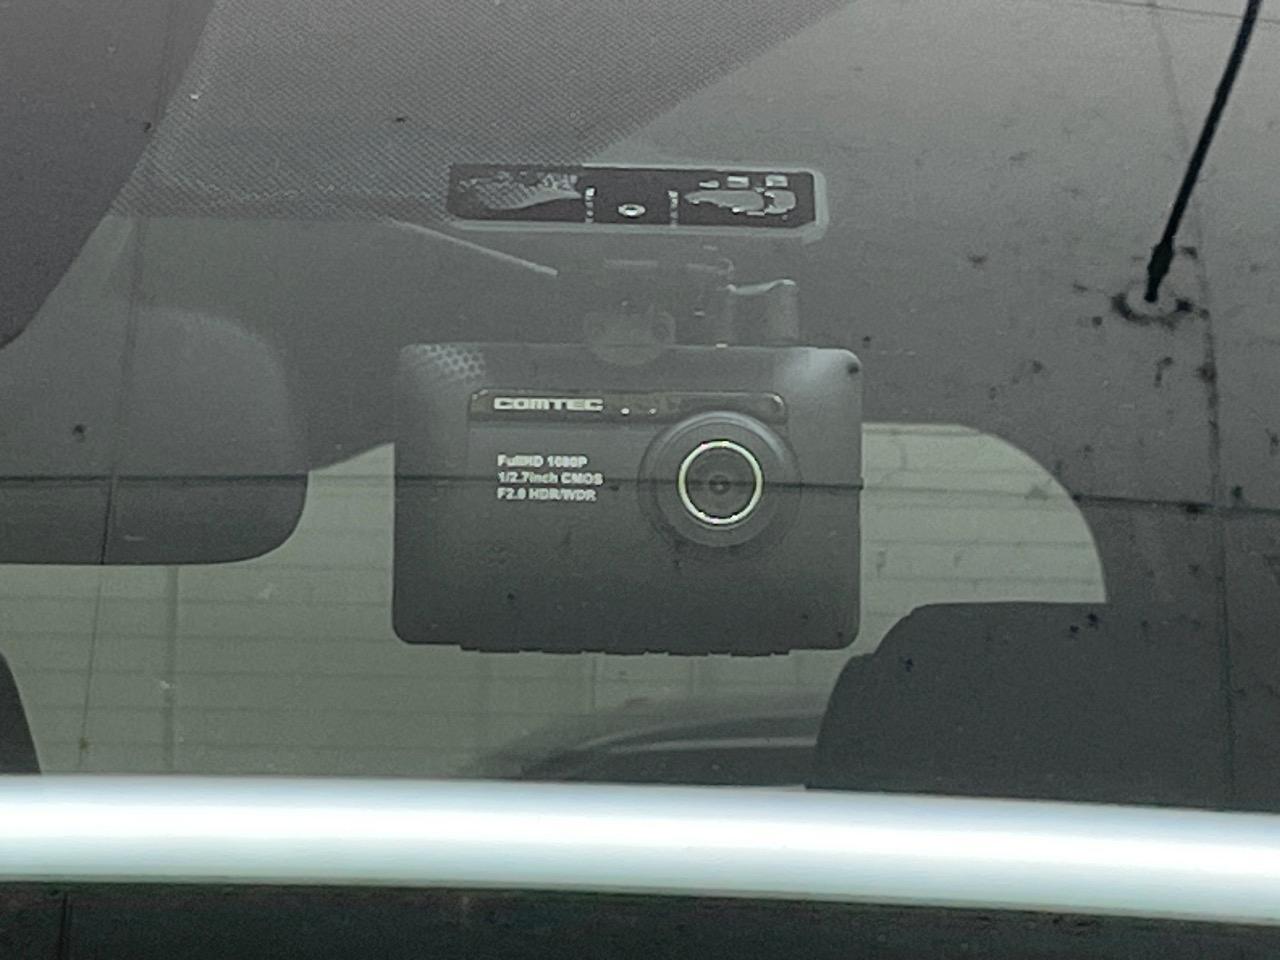 COMTEC
FullHD 1080P
1/2.7inch CMOS
F2.0 HDR/WDR